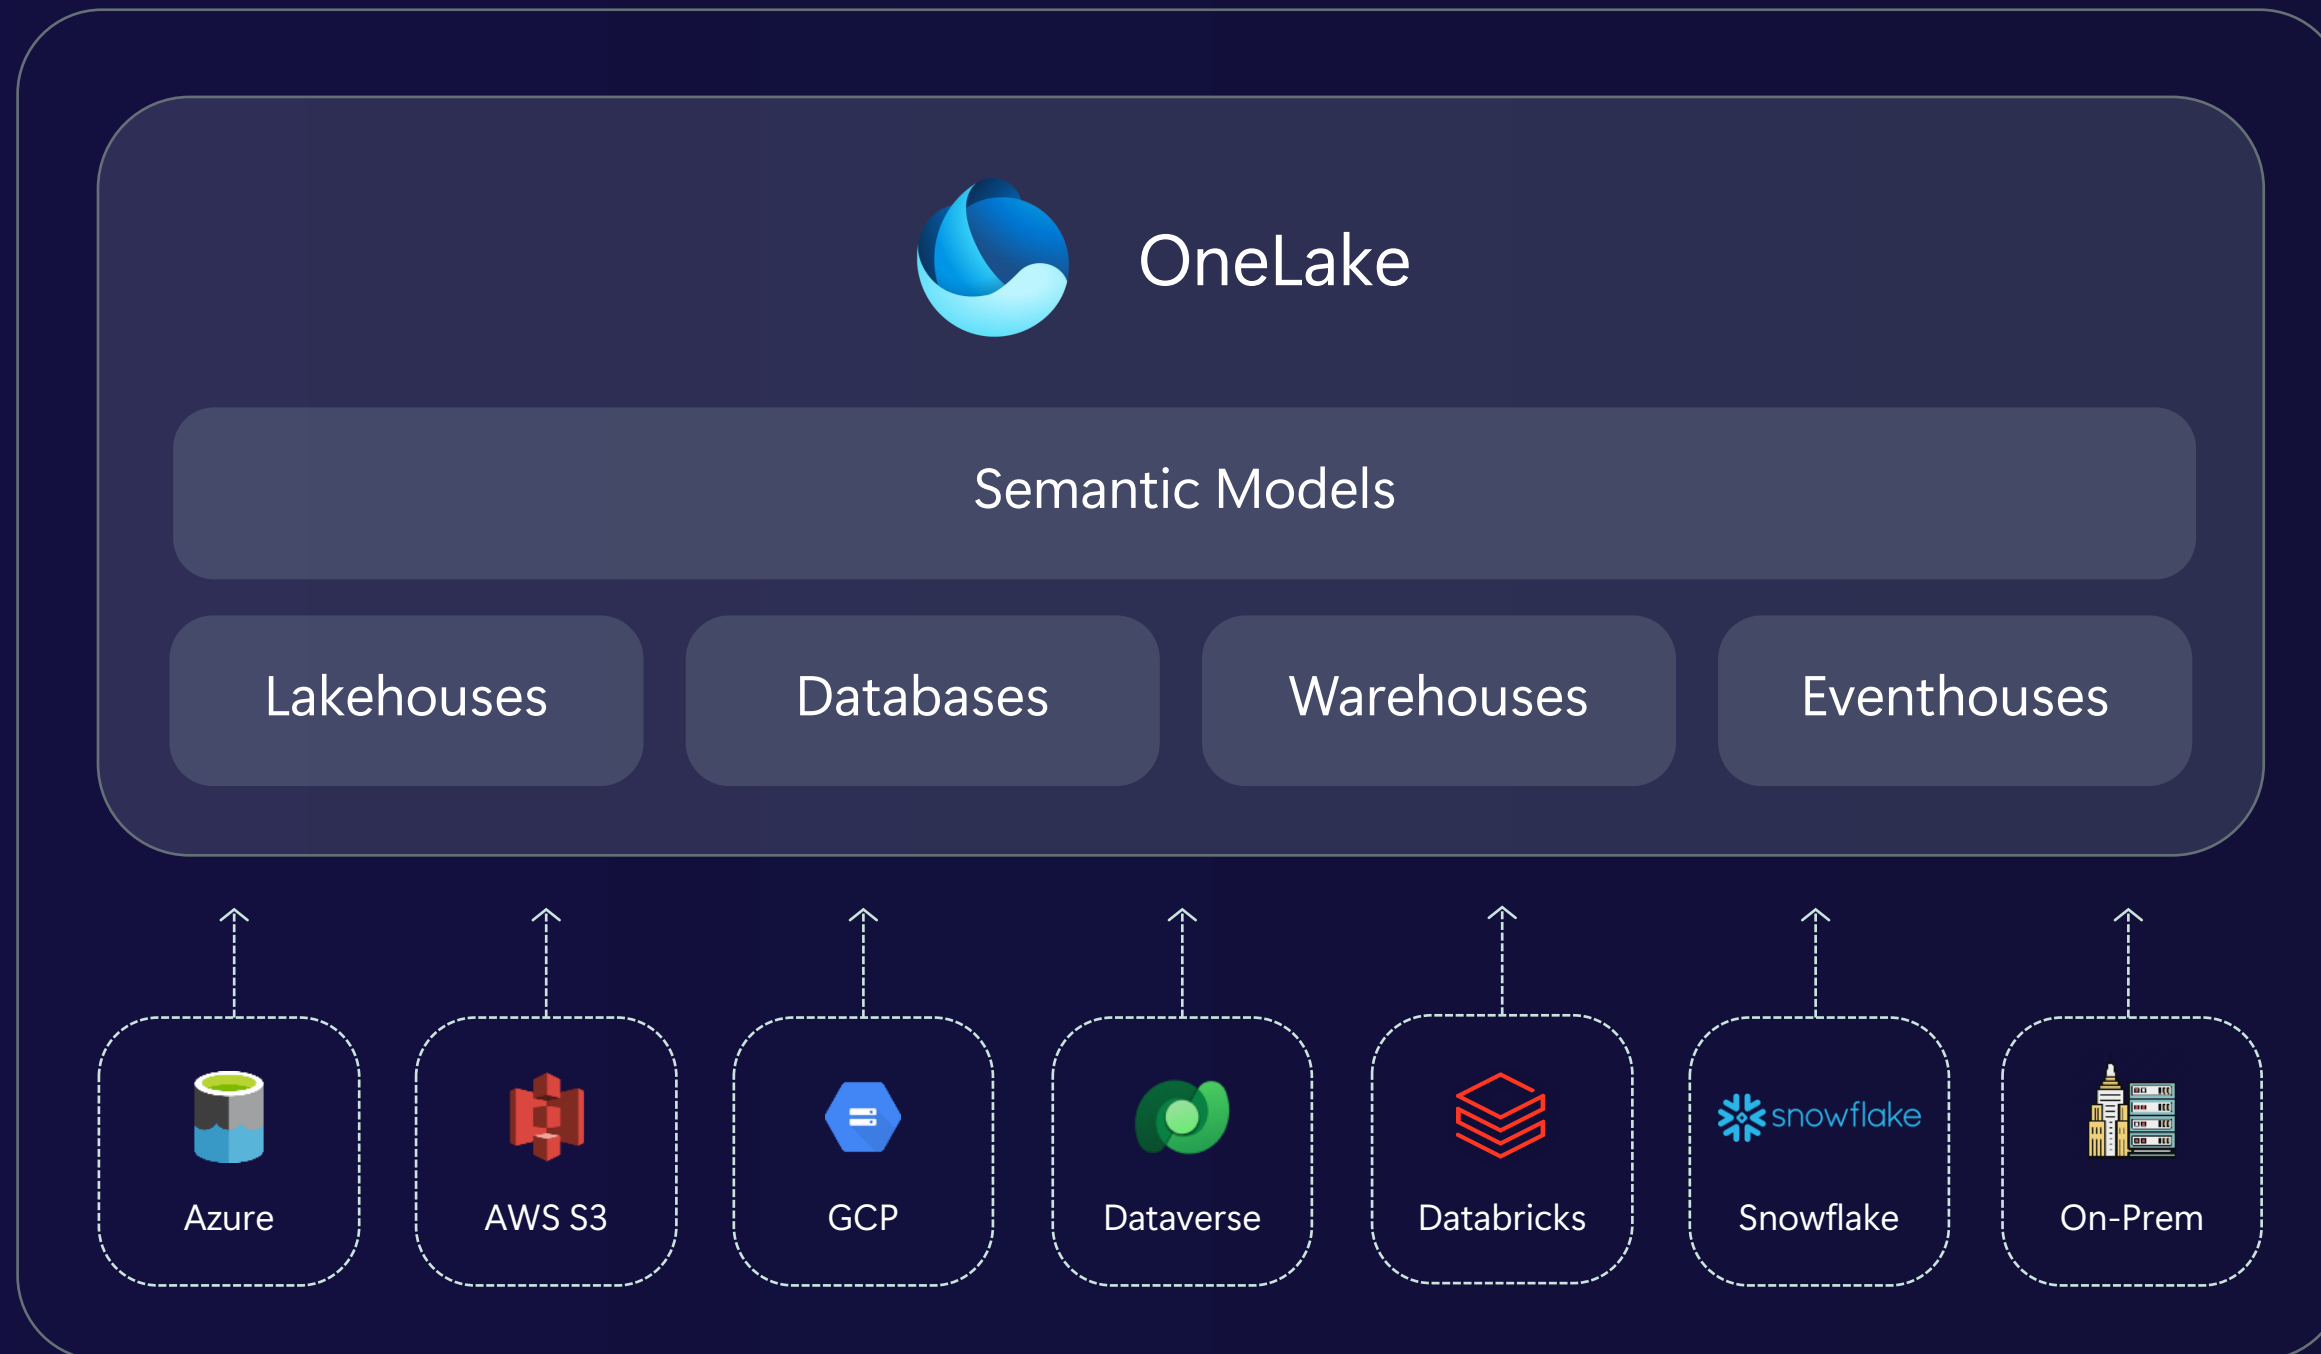 OneLake
Semantic Models
Lakehouses
Databases
Warehouses
Eventhouses
snowflake
Azure
AWS S3
GCP
Dataverse
Databricks
Snowflake
On-Prem